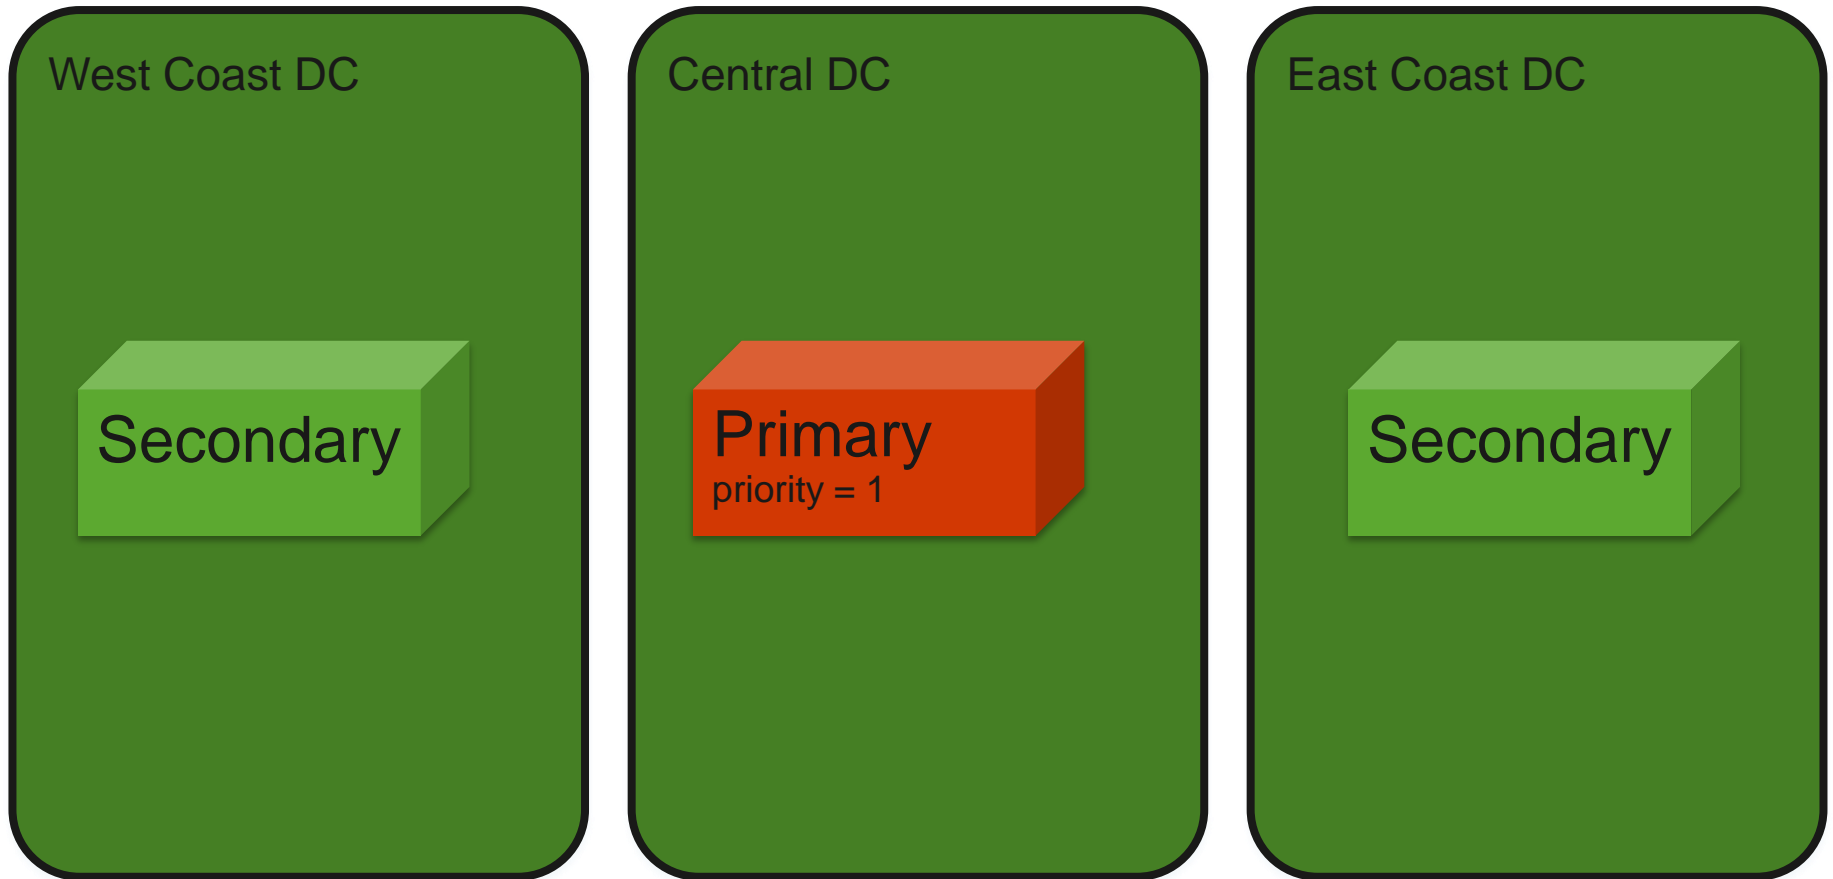 West Coast DC
Secondary
Central DC
Primary
priority = 1
East Coast DC
Secondary